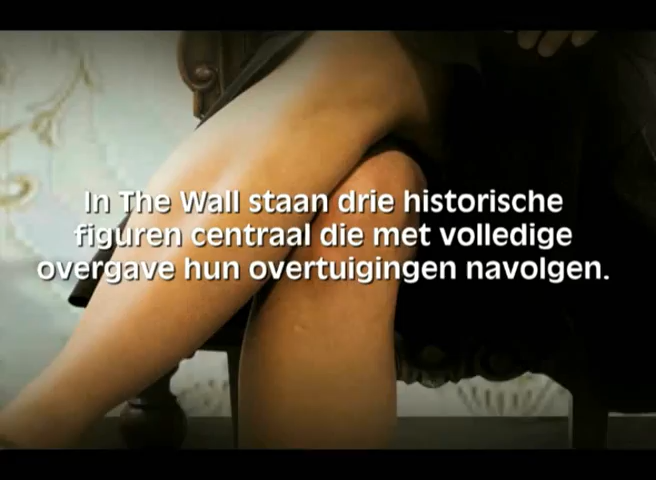 In The Wall staan drie historische
figuren centraal die met volledige
overgave hun overtuigingen navolgen.